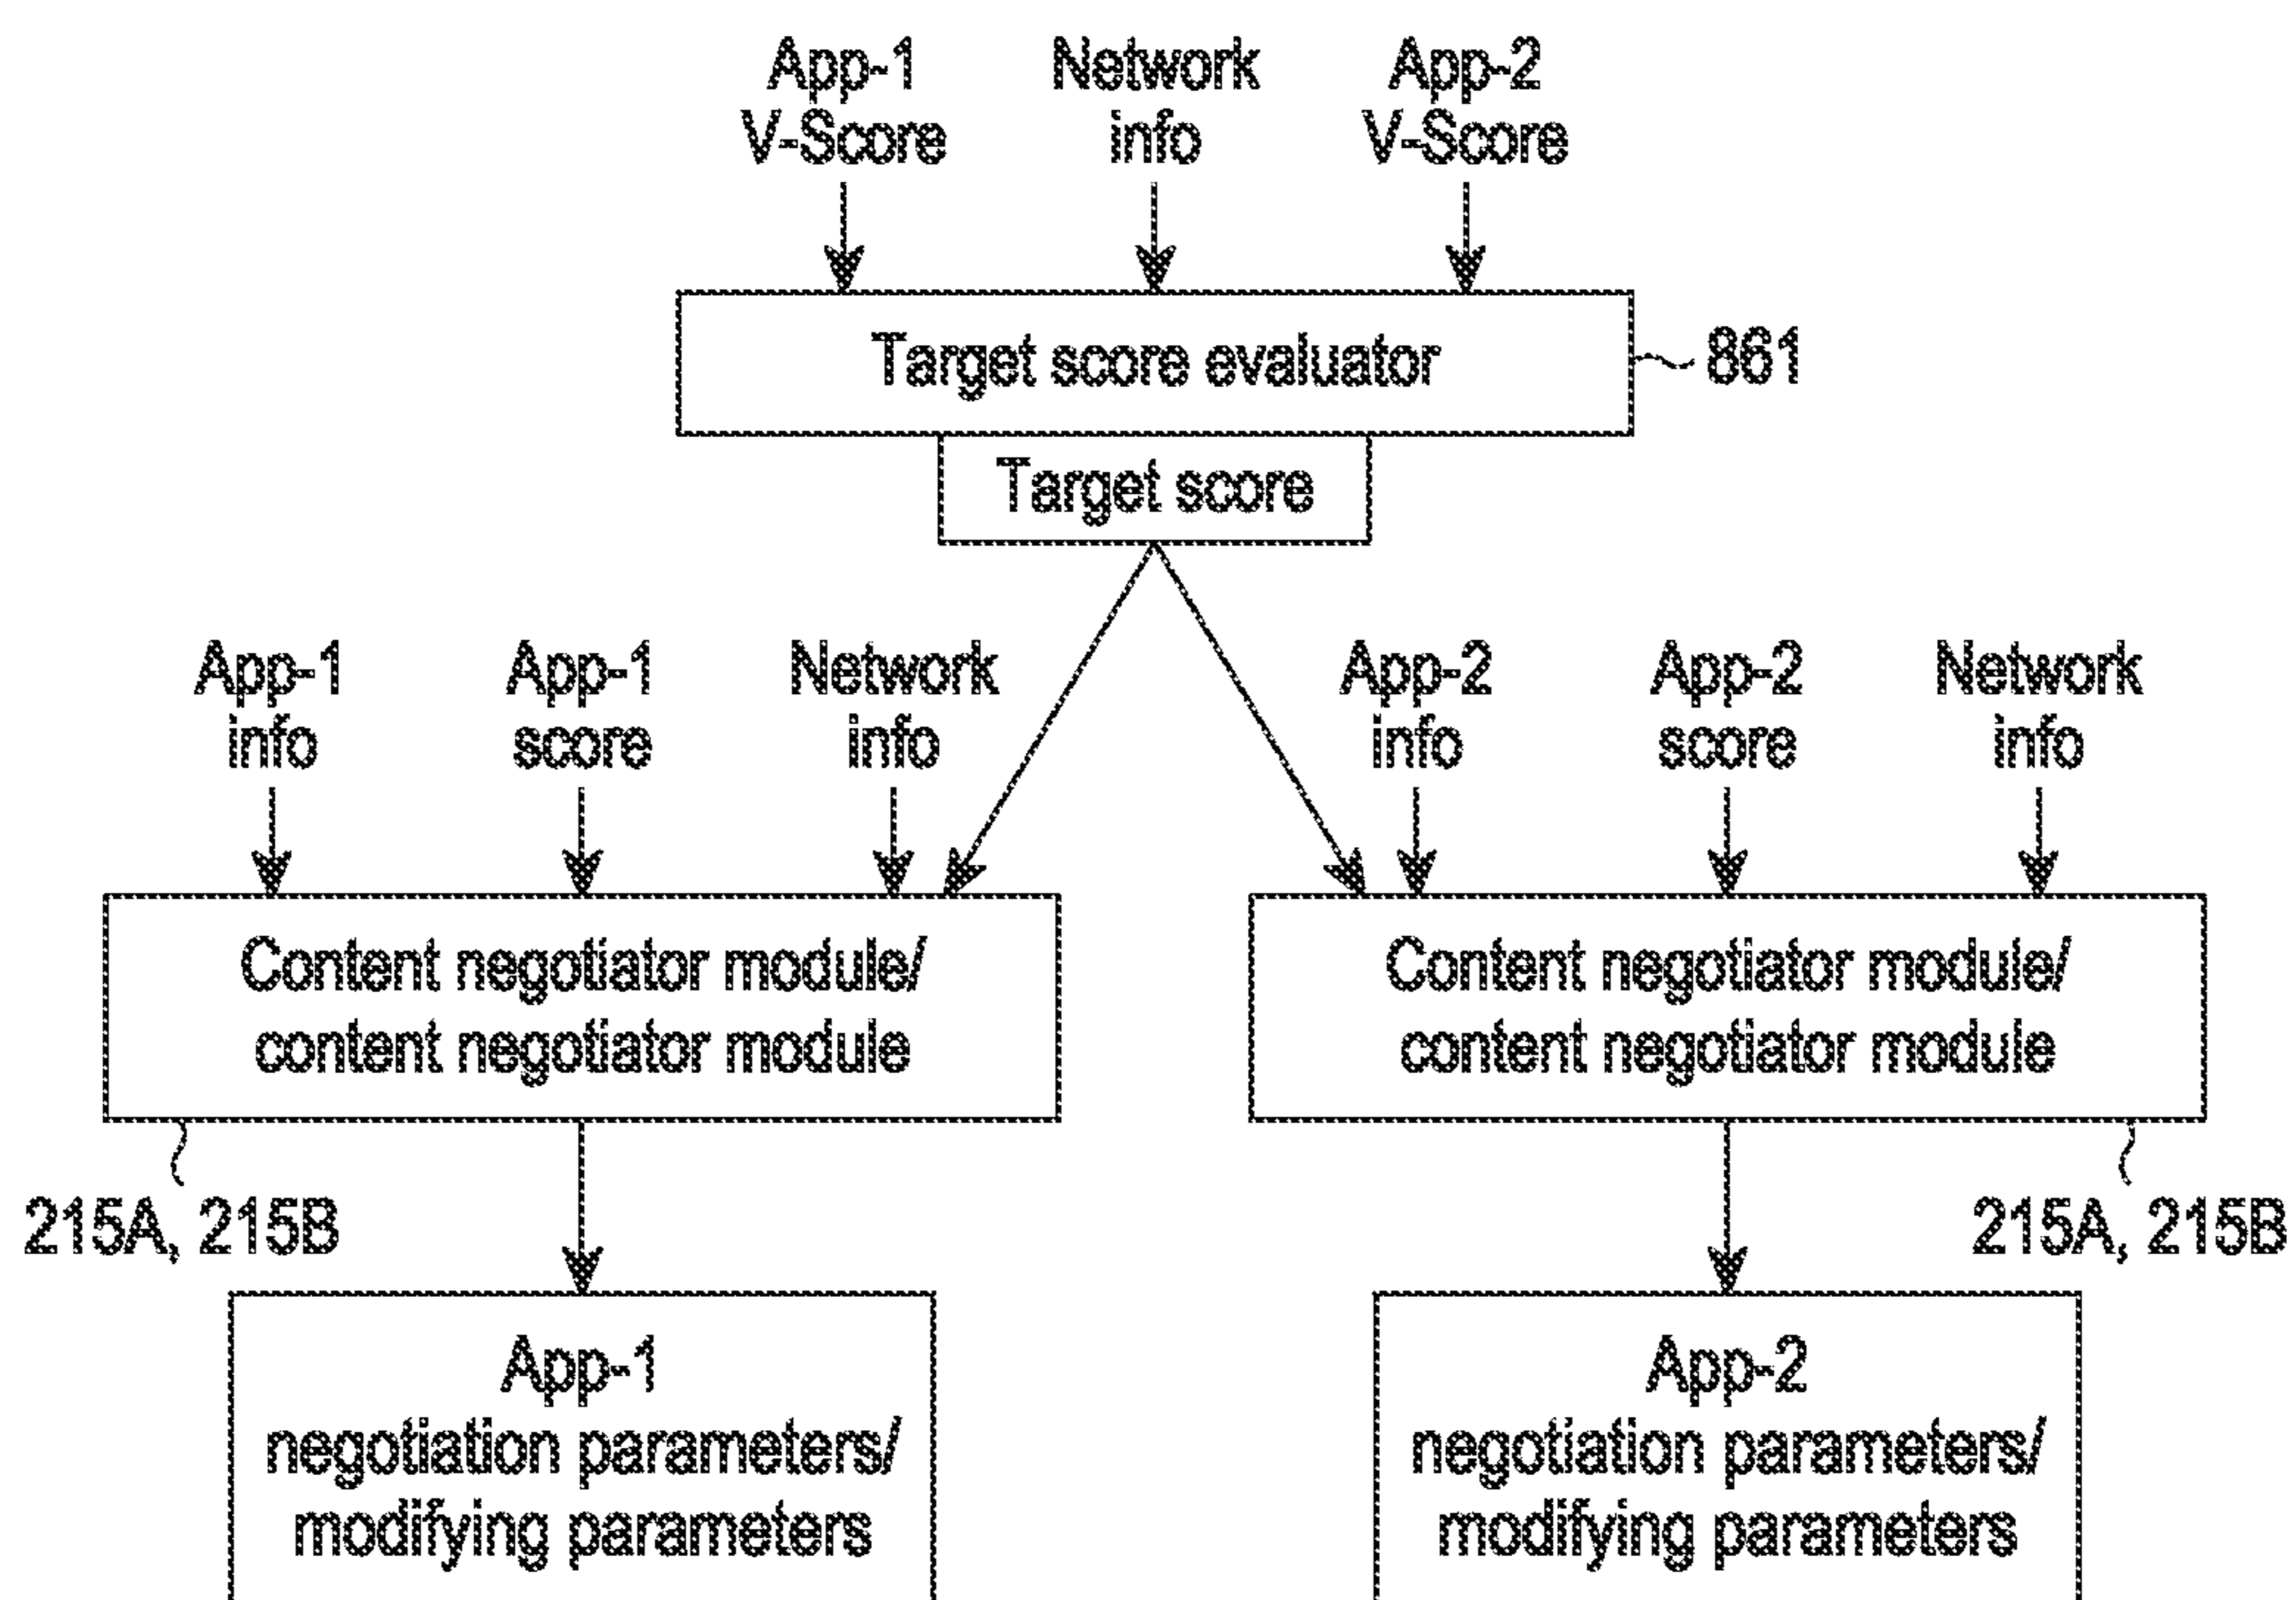 App-1 Network App-2
V-Score info V-Score
Target score evaluator 861
Target score
App-1 App-1 Network App-2 App-2 Network
info score info info score info
Content negotiator module/ Content negotiator module/
content negotiator module content negotiator module
215A, 215B 215A, 215B
App-1 App-2
negotiation parameters/ negotiation parameters/
modifying parameters modifying parameters